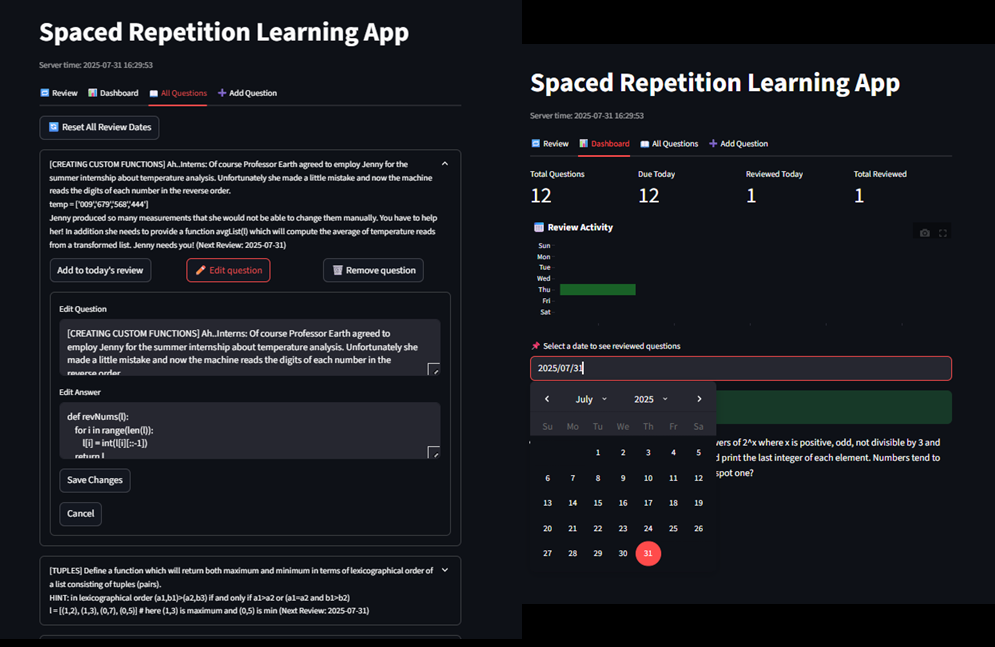 Spaced Repetition Learning App
Server time: 2025-07-31 16:29:53
Review Dashboard All Questions Add Question
Reset All Review Dates
[CREATING CUSTOM FUNCTIONS] Ah..Interns: Of course Professor Earth agreed to employ Jenny for the
summer internship about temperature analysis. Unfortunately she made a little mistake and now the machine
reads the digits of each number in the reverse order.
temp = ['009','679','568','444']
Jenny produced so many measurements that she would not be able to change them manually. You have to help
her! In addition she needs to provide a function avgList(l) which will compute the average of temperature reads
from a transformed list. Jenny needs you! (Next Review: 2025-07-31)
Add to today's review Edit question Remove question
Edit Question
[CREATING CUSTOM FUNCTIONS] Ah..Interns: Of course Professor Earth agreed to
employ Jenny for the summer internship about temperature analysis. Unfortunately she
made a little mistake and now the machine reads the digits of each number in the
reverse order.
Edit Answer
def revNums(l):
for i in range(len(l)):
l[i] = int(l[i][::-1])
return l
Save Changes
Cancel
[TUPLES] Define a function which will return both maximum and minimum in terms of lexicographical order of
a list consisting of tuples (pairs).
HINT: in lexicographical order (a1,b1)>(a2,b3) if and only if a1>a2 or (a1=a2 and b1>b2)
l = [(1,2), (1,3), (0,7), (0,5)] # here (1,3) is maximum and (0,5) is min (Next Review: 2025-07-31)
Spaced Repetition Learning App
Server time: 2025-07-31 16:29:53
Review Dashboard All Questions Add Question
Total Questions Due Today Reviewed Today Total Reviewed
12 12 1 1
Review Activity
Sun
Mon
Tue
Wed
Thu
Fri
Sat
Select a date to see reviewed questions
2025/07/31
July 2025
Su Mo Tu We Th Fr Sa
1 2 3 4 5
6 7 8 9 10 11 12
13 14 15 16 17 18 19
20 21 22 23 24 25 26
27 28 29 30 31
ers of 2^x where x is positive, odd, not divisible by 3 and
print the last integer of each element. Numbers tend to
spot one?